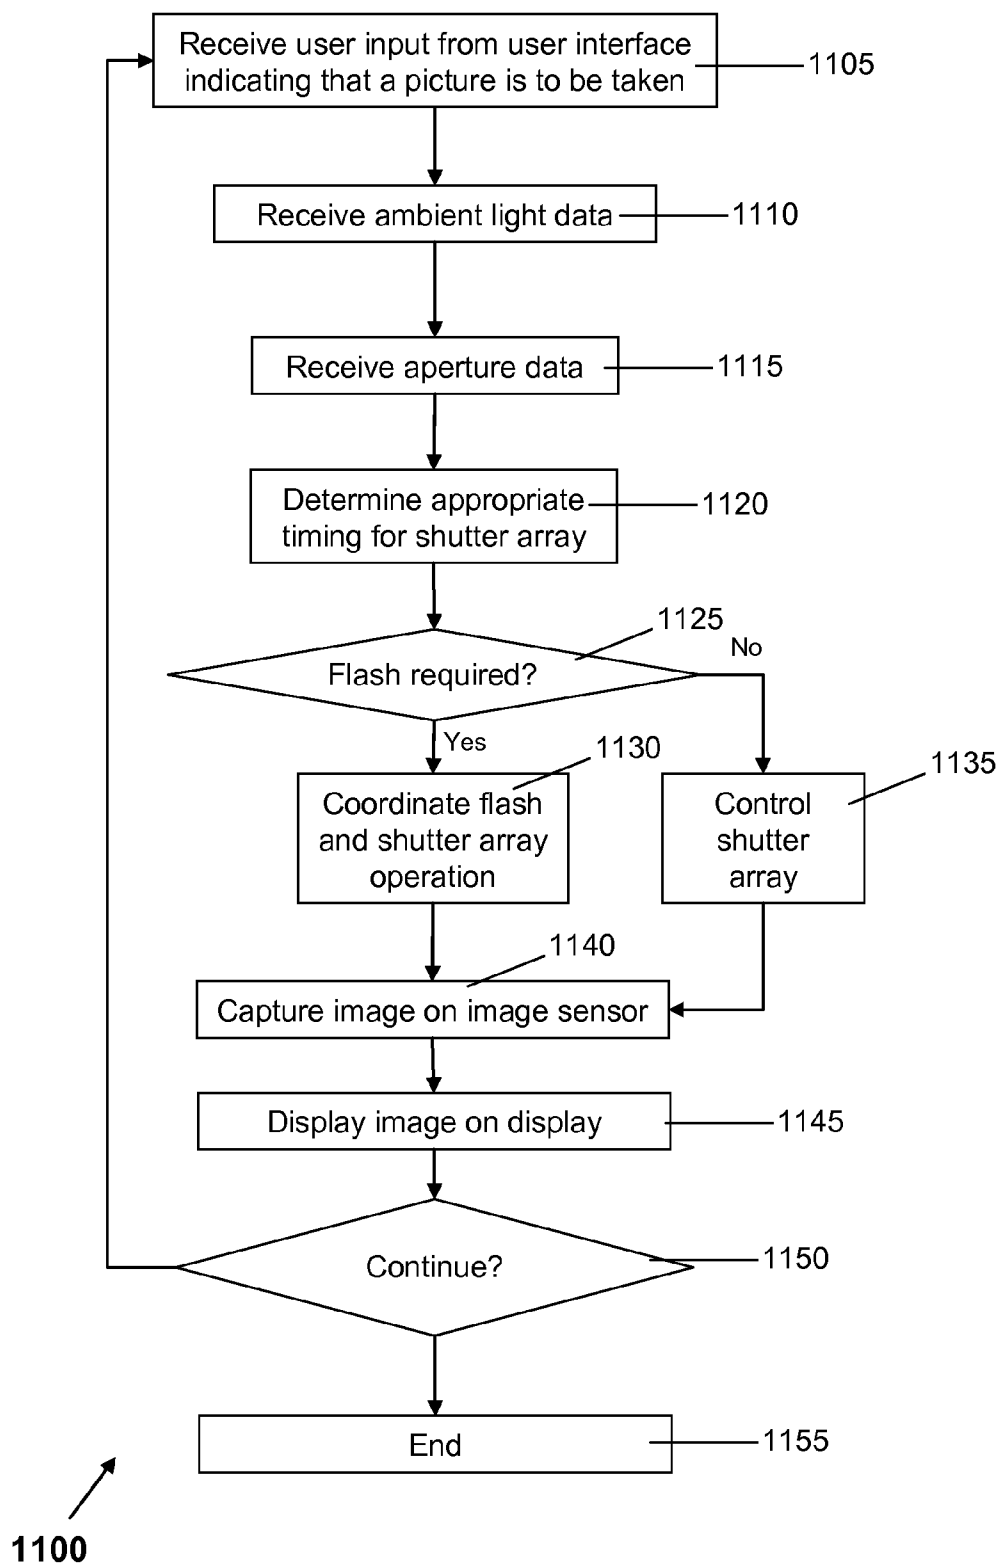 Receive user input from user interface
indicating that a picture is to be taken
1105
Receive ambient light data
1110
Receive aperture data
1115
Determine appropriate
timing for shutter array
1120
1125
Flash required?
No
Yes
1130
Coordinate flash
and shutter array
operation
1135
Control
shutter
array
1140
Capture image on image sensor
Display image on display
1145
Continue?
1150
End
1155
1100